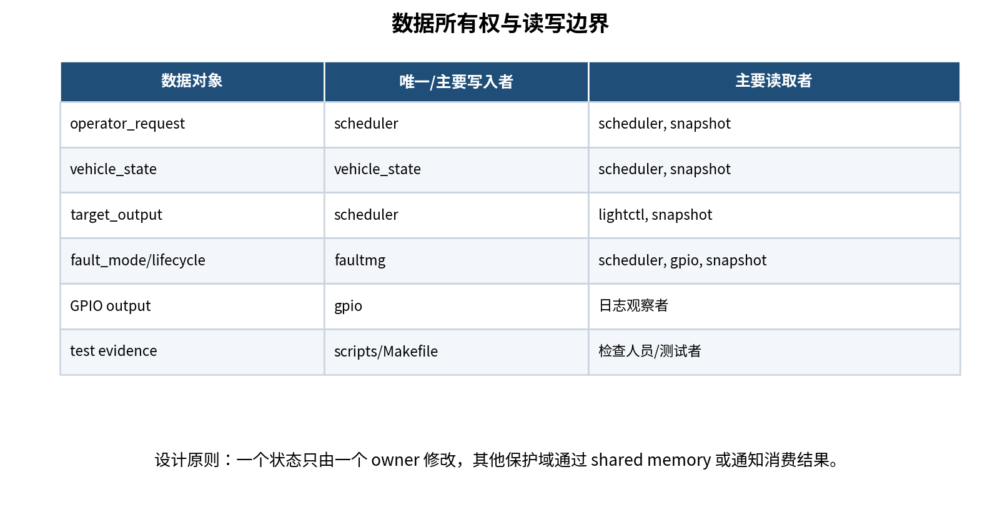 数据所有权与读写边界
数据对象 唯一/主要写入者 主要读取者
operator_request scheduler scheduler, snapshot
vehicle_state vehicle_state scheduler, snapshot
target_output scheduler lightctl, snapshot
fault_mode/lifecycle faultmg scheduler, gpio, snapshot
GPIO output gpio 日志观察者
test evidence scripts/Makefile 检查人员/测试者
设计原则：一个状态只由一个 owner 修改，其他保护域通过 shared memory 或通知消费结果。